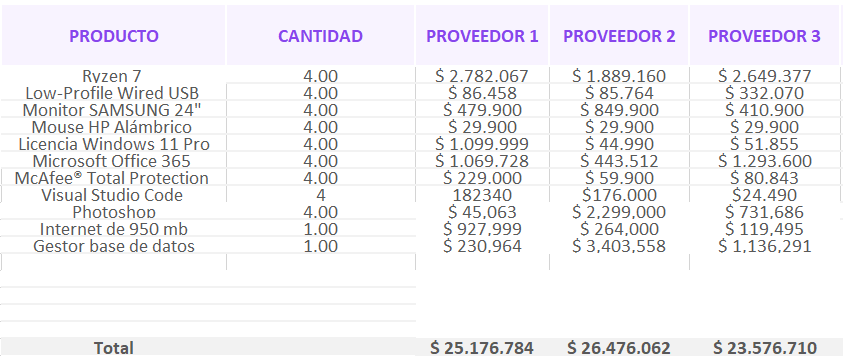 PRODUCTO CANTIDAD PROVEEDOR 1 PROVEEDOR 2 PROVEEDOR 3
Ryzen 7 4.00 $ 2.782.067 $ 1.889.160 $ 2.649.377
Low-Profile Wired USB 4.00 $ 86.458 $ 85.764 $ 332.070
Monitor SAMSUNG 24" 4.00 $ 479.900 $ 849.900 $ 410.900
Mouse HP Alámbrico 4.00 $ 29.900 $ 29.900 $ 29.900
Licencia Windows 11 Pro 4.00 $ 1.099.999 $ 44.990 $ 51.855
Microsoft Office 365 4.00 $ 1.069.728 $ 443.512 $ 1.293.600
McAfee® Total Protection 4.00 $ 229.000 $ 59.900 $ 80.843
Visual Studio Code 4 182340 $176.000 $24.490
Photoshop 4.00 $ 45,063 $ 2,299,000 $ 731,686
Internet de 950 mb 1.00 $ 927,999 $ 264,000 $ 119,495
Gestor base de datos 1.00 $ 230,964 $ 3,403,558 $ 1,136,291
Total $ 25.176.784 $ 26.476.062 $ 23.576.710